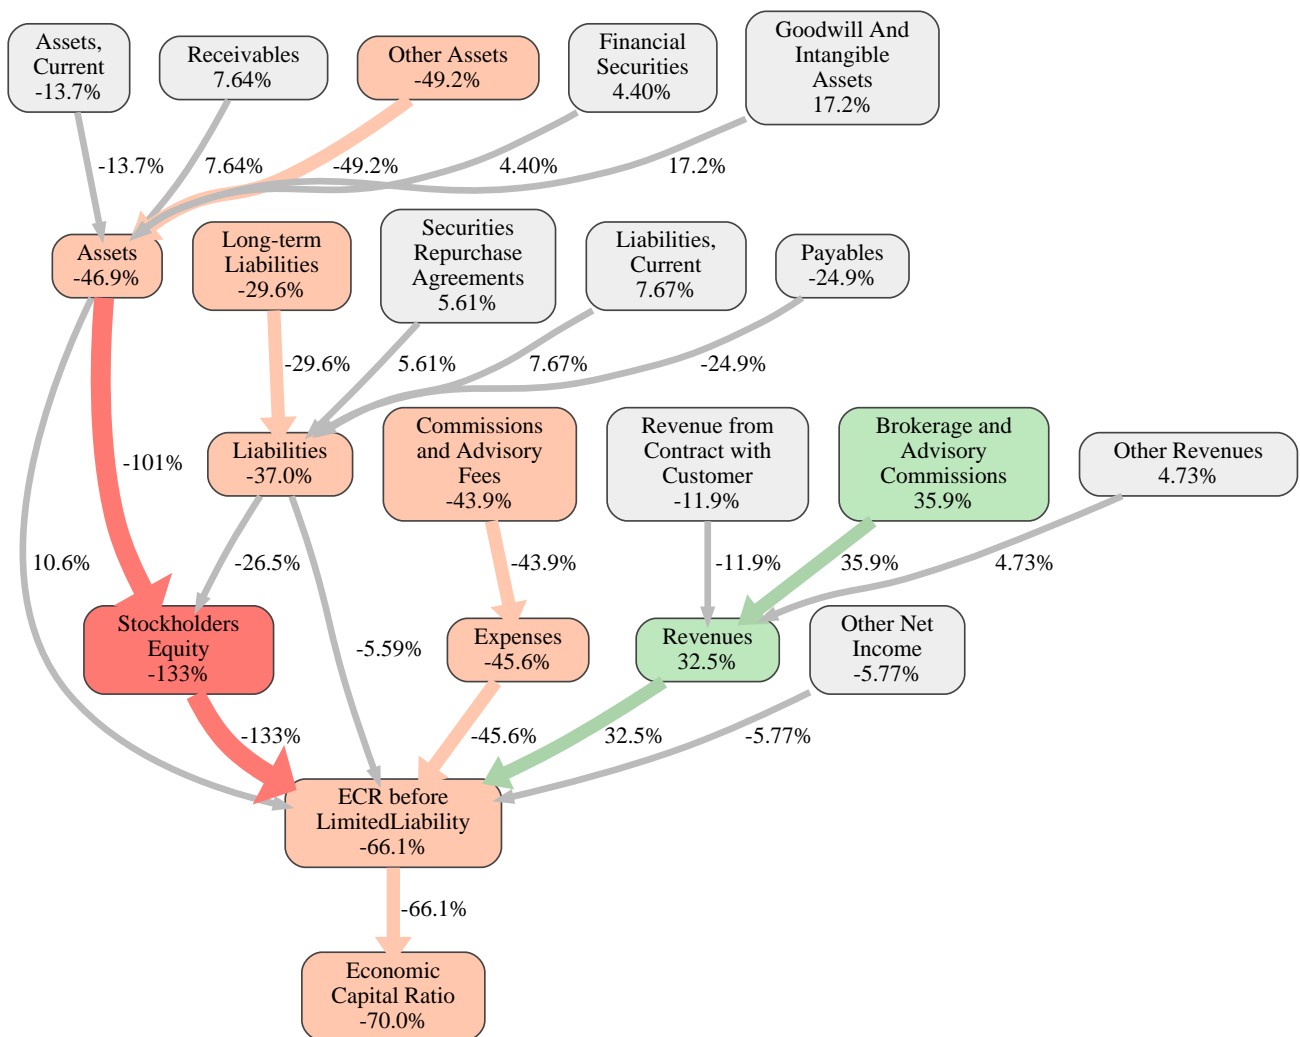 Assets,
Current
-13.7%
Receivables
7.64%
Other Assets
-49.2%
Financial
Securities
4.40%
Goodwill And
Intangible
Assets
17.2%
-13.7%
7.64%
-49.2%
4.40%
17.2%
Assets
-46.9%
Long-term
Liabilities
-29.6%
Securities
Repurchase
Agreements
5.61%
Liabilities,
Current
7.67%
Payables
-24.9%
-29.6%
5.61%
7.67%
-24.9%
-101%
Liabilities
-37.0%
Commissions
and Advisory
Fees
-43.9%
Revenue from
Contract with
Customer
-11.9%
Brokerage and
Advisory
Commissions
35.9%
Other Revenues
4.73%
10.6%
-26.5%
-43.9%
-11.9%
35.9%
4.73%
Stockholders
Equity
-133%
-5.59%
Expenses
-45.6%
Revenues
32.5%
Other Net
Income
-5.77%
-133%
-45.6%
32.5%
-5.77%
ECR before
LimitedLiability
-66.1%
-66.1%
Economic
Capital Ratio
-70.0%